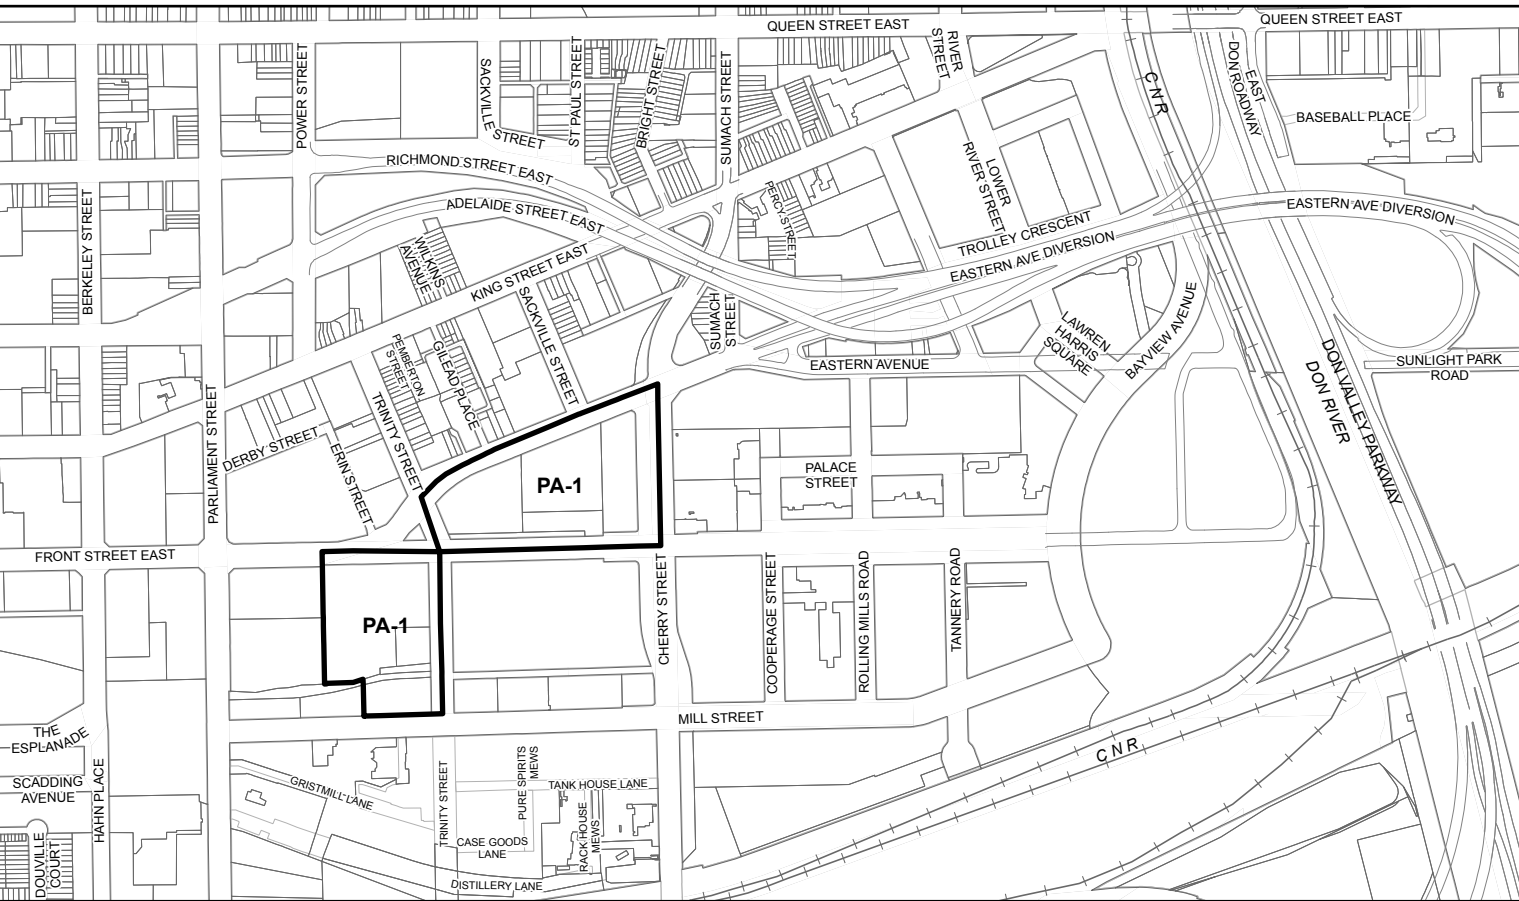 QUEEN STREET EAST
QUEEN STREET EAST
POWER STREET
SACKVILLE
STREET
ST PAUL STREET
BRIGHT STREET
SUMACH STREET
RIVER
STREET
CNR
EAST
DON ROADWAY
BASEBALL PLACE
RICHMOND STREET EAST
ADELAIDE STREET EAST
PERCY STREET
LOWER
RIVER STREET
TROLLEY CRESCENT
EASTERN AVE DIVERSION
EASTERN AVE DIVERSION
BERKELEY STREET
WILKINS
AVENUE
KING STREET EAST
SACKVILLE STREET
SUMACH
STREET
LAWREN
HARRIS
SQUARE
BAYVIEW AVENUE
EASTERN AVENUE
SUNLIGHT PARK
ROAD
DON VALLEY PARKWAY
DON RIVER
PEMBERTON
STREET
GILEAD PLACE
TRINITY STREET
PARLIAMENT STREET
DERBY STREET
ERIN STREET
PA-1
PALACE
STREET
FRONT STREET EAST
PA-1
CHERRY STREET
COOPERAGE STREET
ROLLING MILLS ROAD
TANNERY ROAD
MILL STREET
CNR
THE
ESPLANADE
SCADDING
AVENUE
HAHN PLACE
DOUVILLE
COURT
GRISTMILL LANE
TRINITY STREET
PURE SPIRITS
MEWS
TANK HOUSE LANE
CASE GOODS
LANE
RACK HOUSE
MEWS
DISTILLERY LANE